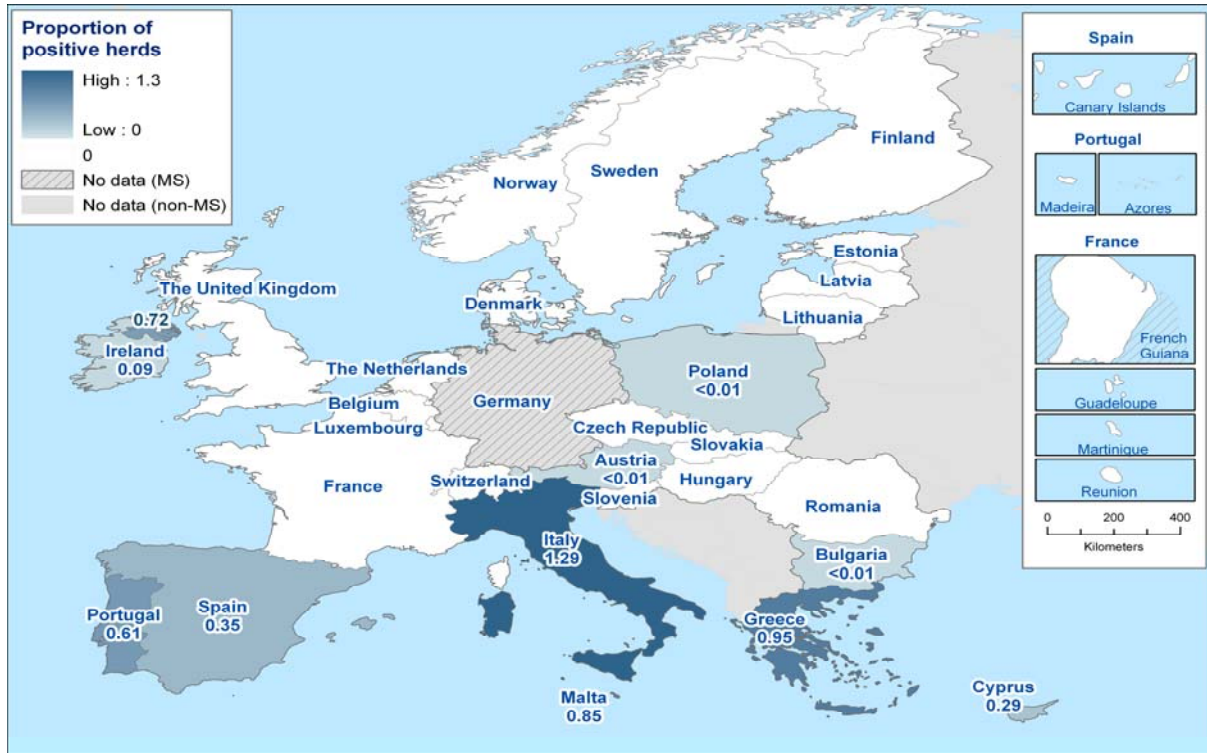 Proportion of
positive herds
High : 1.3
Low : 0
0
No data (MS)
No data (non-MS)
Spain
Canary Islands
Portugal
Madeira
Azores
France
French
Guiana
Guadeloupe
Martinique
Reunion
0 200 400
Kilometers
Finland
Sweden
Norway
Estonia
Latvia
Lithuania
Denmark
The United Kingdom
0.72
Ireland
0.09
The Netherlands
Belgium
Luxembourg
Germany
Poland
<0.01
Czech Republic
Slovakia
Austria
<0.01
Hungary
Switzerland
Slovenia
France
Romania
Italy
1.29
Bulgaria
<0.01
Portugal
0.61
Spain
0.35
Greece
0.95
Malta
0.85
Cyprus
0.29